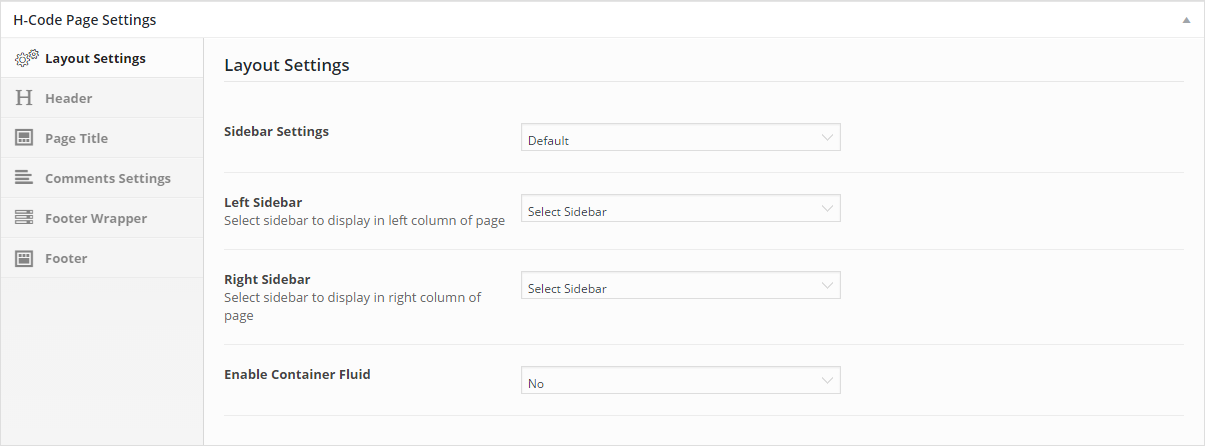 H-Code Page Settings
Layout Settings
Header
Page Title
Comments Settings
Footer Wrapper
Footer
Layout Settings
Sidebar Settings
Default
Left Sidebar
Select sidebar to display in left column of page
Select Sidebar
Right Sidebar
Select sidebar to display in right column of
page
Select Sidebar
Enable Container Fluid
No